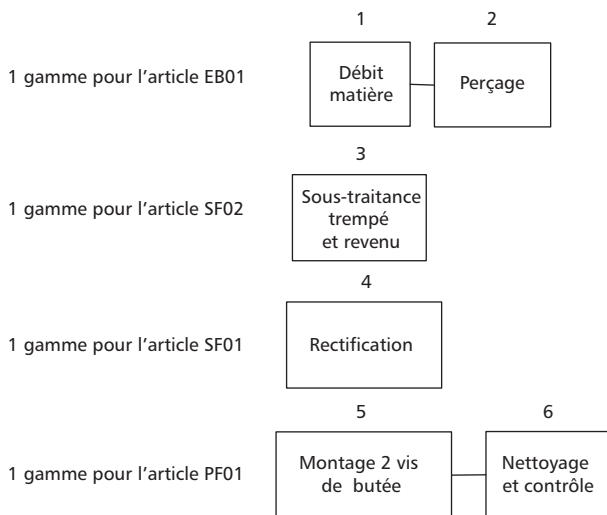 1 2
1 gamme pour l'article EB01
Débit
matière
Perçage
3
1 gamme pour l'article SF02
Sous-traitance
trempé
et revenu
4
1 gamme pour l'article SF01
Rectification
5 6
1 gamme pour l'article PF01
Montage 2 vis
de butée
Nettoyage
et contrôle